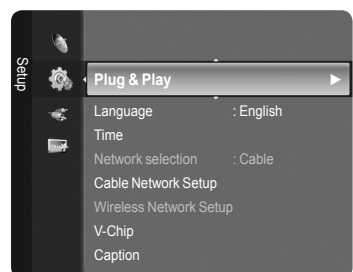 Setup
Plug & Play
Language : English
Time
Network selection : Cable
Cable Network Setup
Wireless Network Setup
V-Chip
Caption